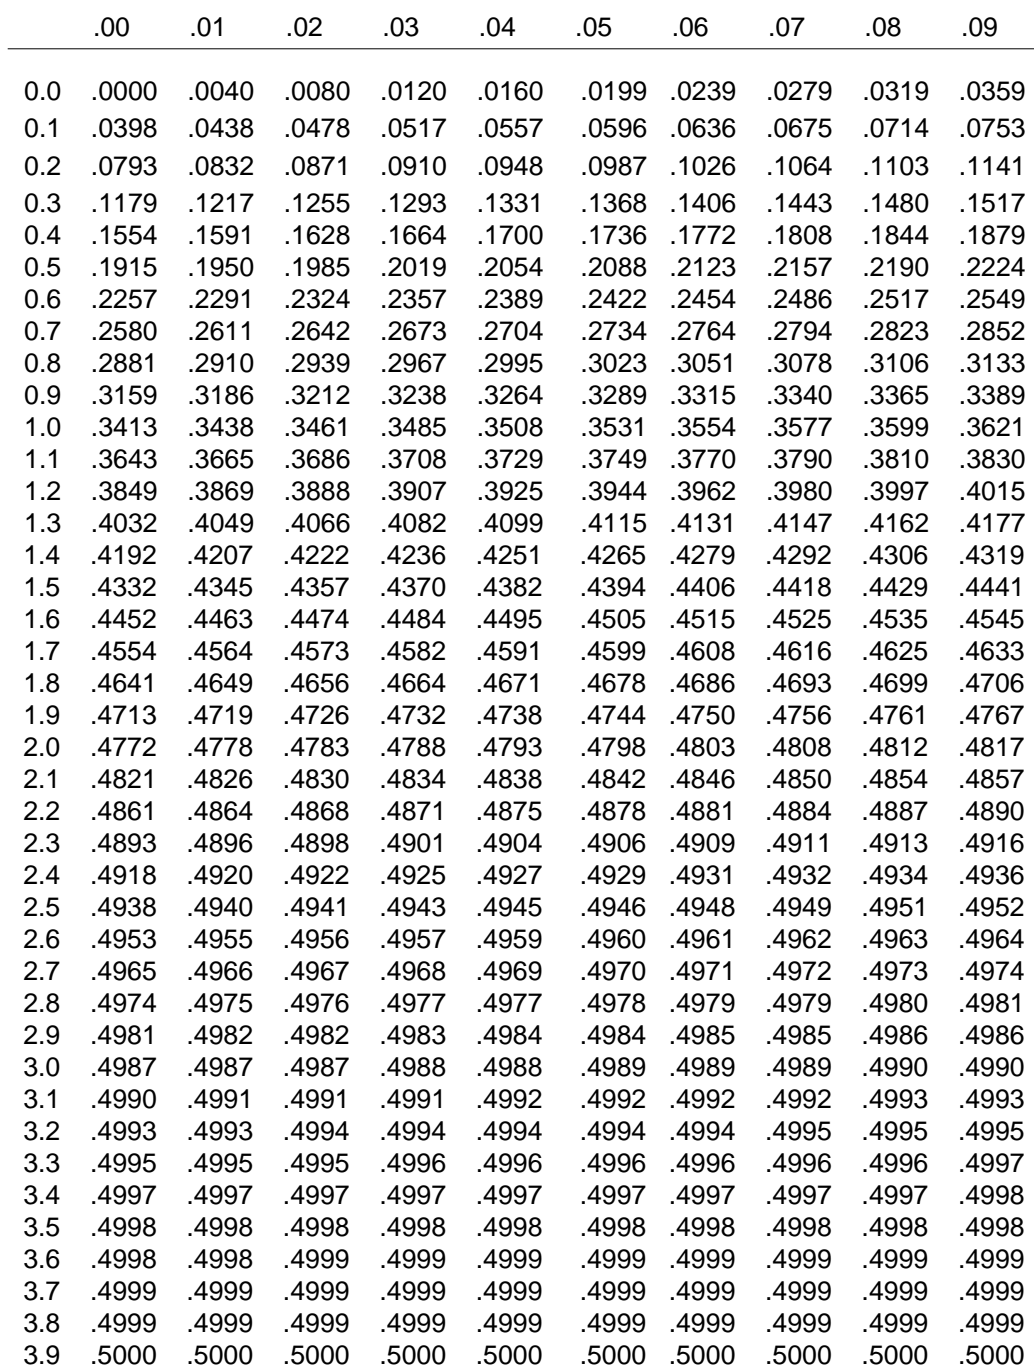 .00 .01 .02 .03 .04 .05 .06 .07 .08 .09
0.0 .0000 .0040 .0080 .0120 .0160 .0199 .0239 .0279 .0319 .0359
0.1 .0398 .0438 .0478 .0517 .0557 .0596 .0636 .0675 .0714 .0753
0.2 .0793 .0832 .0871 .0910 .0948 .0987 .1026 .1064 .1103 .1141
0.3 .1179 .1217 .1255 .1293 .1331 .1368 .1406 .1443 .1480 .1517
0.4 .1554 .1591 .1628 .1664 .1700 .1736 .1772 .1808 .1844 .1879
0.5 .1915 .1950 .1985 .2019 .2054 .2088 .2123 .2157 .2190 .2224
0.6 .2257 .2291 .2324 .2357 .2389 .2422 .2454 .2486 .2517 .2549
0.7 .2580 .2611 .2642 .2673 .2704 .2734 .2764 .2794 .2823 .2852
0.8 .2881 .2910 .2939 .2967 .2995 .3023 .3051 .3078 .3106 .3133
0.9 .3159 .3186 .3212 .3238 .3264 .3289 .3315 .3340 .3365 .3389
1.0 .3413 .3438 .3461 .3485 .3508 .3531 .3554 .3577 .3599 .3621
1.1 .3643 .3665 .3686 .3708 .3729 .3749 .3770 .3790 .3810 .3830
1.2 .3849 .3869 .3888 .3907 .3925 .3944 .3962 .3980 .3997 .4015
1.3 .4032 .4049 .4066 .4082 .4099 .4115 .4131 .4147 .4162 .4177
1.4 .4192 .4207 .4222 .4236 .4251 .4265 .4279 .4292 .4306 .4319
1.5 .4332 .4345 .4357 .4370 .4382 .4394 .4406 .4418 .4429 .4441
1.6 .4452 .4463 .4474 .4484 .4495 .4505 .4515 .4525 .4535 .4545
1.7 .4554 .4564 .4573 .4582 .4591 .4599 .4608 .4616 .4625 .4633
1.8 .4641 .4649 .4656 .4664 .4671 .4678 .4686 .4693 .4699 .4706
1.9 .4713 .4719 .4726 .4732 .4738 .4744 .4750 .4756 .4761 .4767
2.0 .4772 .4778 .4783 .4788 .4793 .4798 .4803 .4808 .4812 .4817
2.1 .4821 .4826 .4830 .4834 .4838 .4842 .4846 .4850 .4854 .4857
2.2 .4861 .4864 .4868 .4871 .4875 .4878 .4881 .4884 .4887 .4890
2.3 .4893 .4896 .4898 .4901 .4904 .4906 .4909 .4911 .4913 .4916
2.4 .4918 .4920 .4922 .4925 .4927 .4929 .4931 .4932 .4934 .4936
2.5 .4938 .4940 .4941 .4943 .4945 .4946 .4948 .4949 .4951 .4952
2.6 .4953 .4955 .4956 .4957 .4959 .4960 .4961 .4962 .4963 .4964
2.7 .4965 .4966 .4967 .4968 .4969 .4970 .4971 .4972 .4973 .4974
2.8 .4974 .4975 .4976 .4977 .4977 .4978 .4979 .4979 .4980 .4981
2.9 .4981 .4982 .4982 .4983 .4984 .4984 .4985 .4985 .4986 .4986
3.0 .4987 .4987 .4987 .4988 .4988 .4989 .4989 .4989 .4990 .4990
3.1 .4990 .4991 .4991 .4991 .4992 .4992 .4992 .4992 .4993 .4993
3.2 .4993 .4993 .4994 .4994 .4994 .4994 .4994 .4995 .4995 .4995
3.3 .4995 .4995 .4995 .4996 .4996 .4996 .4996 .4996 .4996 .4997
3.4 .4997 .4997 .4997 .4997 .4997 .4997 .4997 .4997 .4997 .4998
3.5 .4998 .4998 .4998 .4998 .4998 .4998 .4998 .4998 .4998 .4998
3.6 .4998 .4998 .4999 .4999 .4999 .4999 .4999 .4999 .4999 .4999
3.7 .4999 .4999 .4999 .4999 .4999 .4999 .4999 .4999 .4999 .4999
3.8 .4999 .4999 .4999 .4999 .4999 .4999 .4999 .4999 .4999 .4999
3.9 .5000 .5000 .5000 .5000 .5000 .5000 .5000 .5000 .5000 .5000